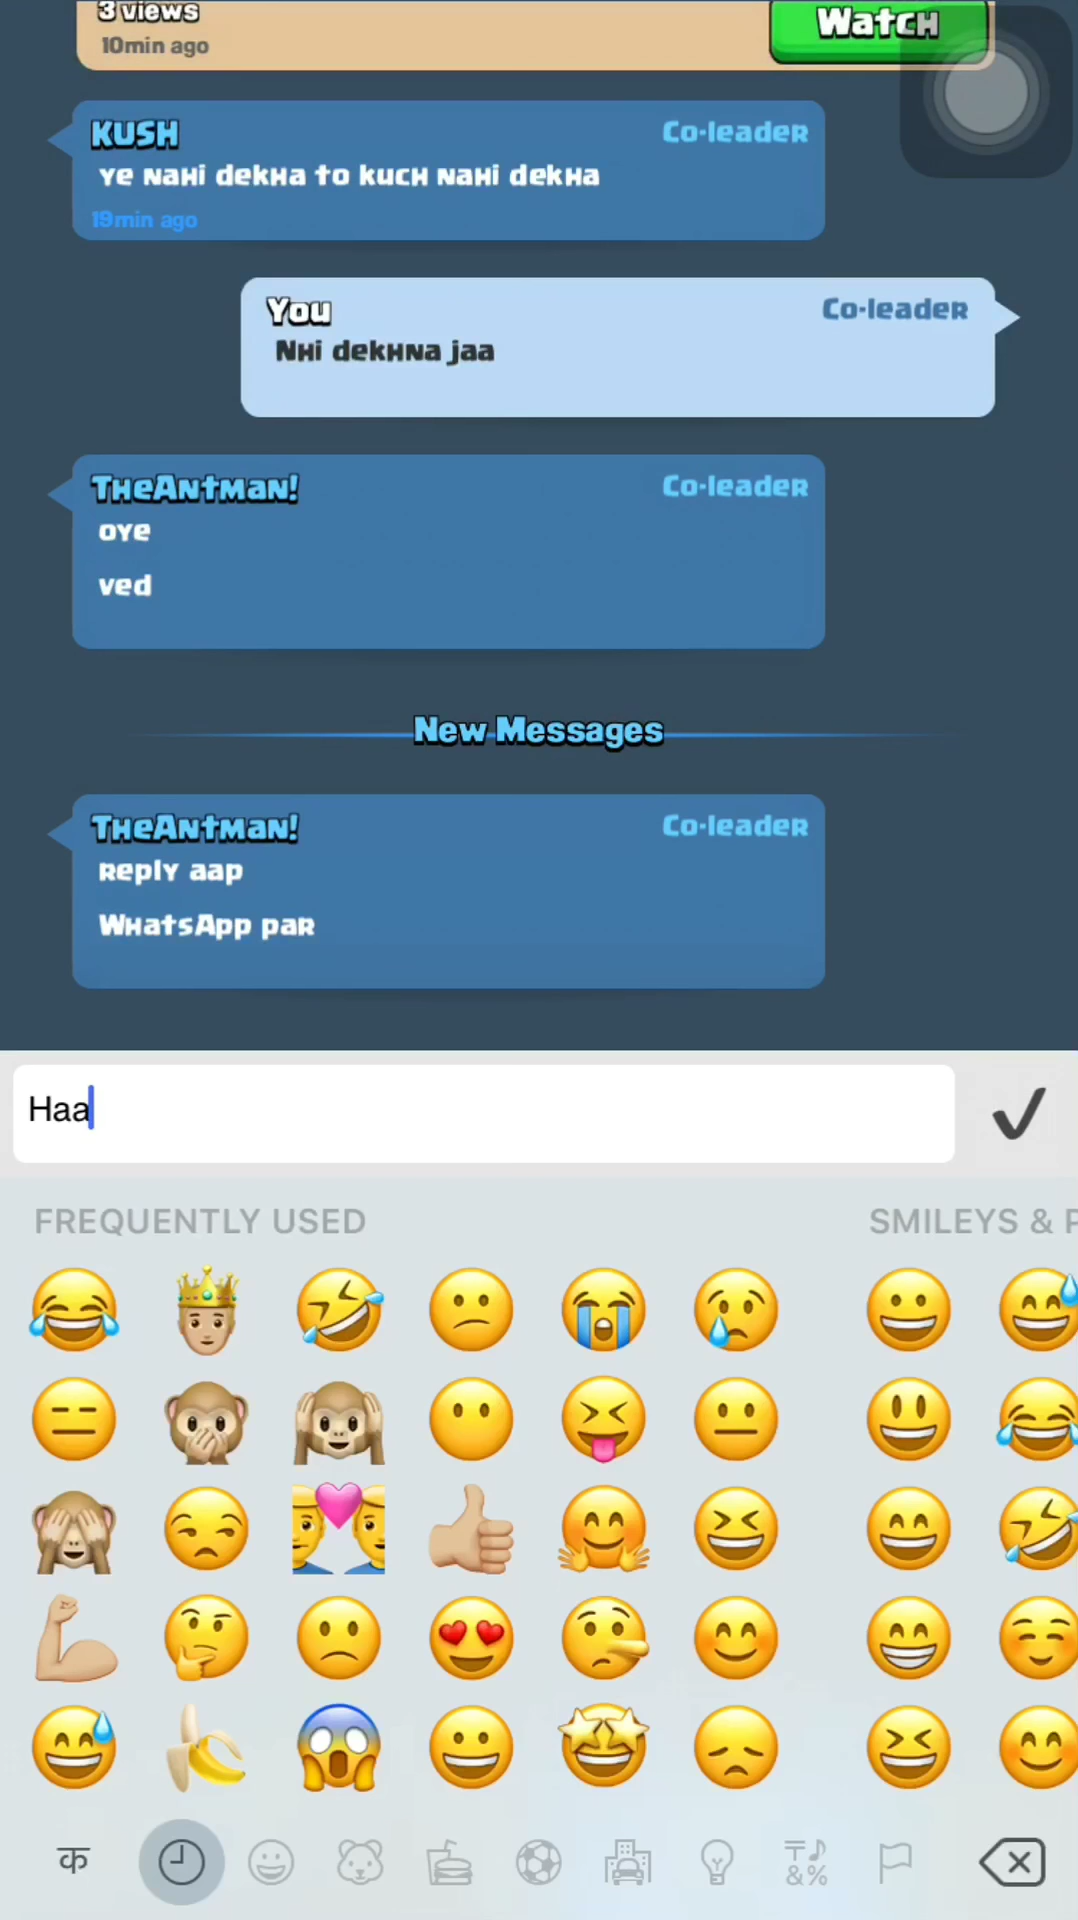 3 views
10min ago
Watch
KUSH
Co-leader
ye nahi dekha to kuch nahi dekha
19min ago
You
Co-leader
Nhi dekhna jaa
TheAntman!
Co-leader
oye
ved
New Messages
TheAntman!
Co-leader
reply aap
WhatsApp par
Haa
FREQUENTLY USED
SMILEYS & P
क
&%